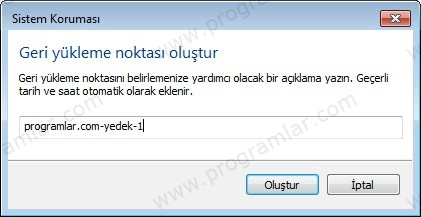 Sistem Koruması
Geri yükleme noktası oluştur
Geri yükleme noktasını belirlemenize yardımcı olacak bir açıklama yazın. Geçerli
tarih ve saat otomatik olarak eklenir.
programlar.com-yedek-1
Oluştur
İptal
www.programlar.com